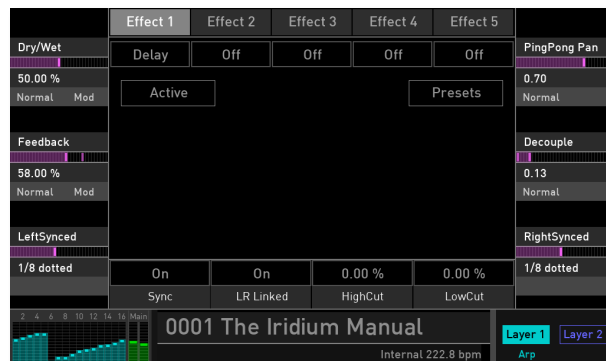 Effect 1 Effect 2 Effect 3 Effect 4 Effect 5
Dry/Wet
Delay Off Off Off Off
PingPong Pan
50.00 %
0.70
Normal Mod
Active
Presets
Normal
Feedback
Decouple
58.00 %
0.13
Normal Mod
Normal
LeftSynced
RightSynced
1/8 dotted
On On 0.00 % 0.00 %
1/8 dotted
Sync LR Linked HighCut LowCut
2 4 6 8 10 12 14 16 Main
0001 The Iridium Manual
Layer 1 Layer 2
Internal 222.8 bpm
Arp